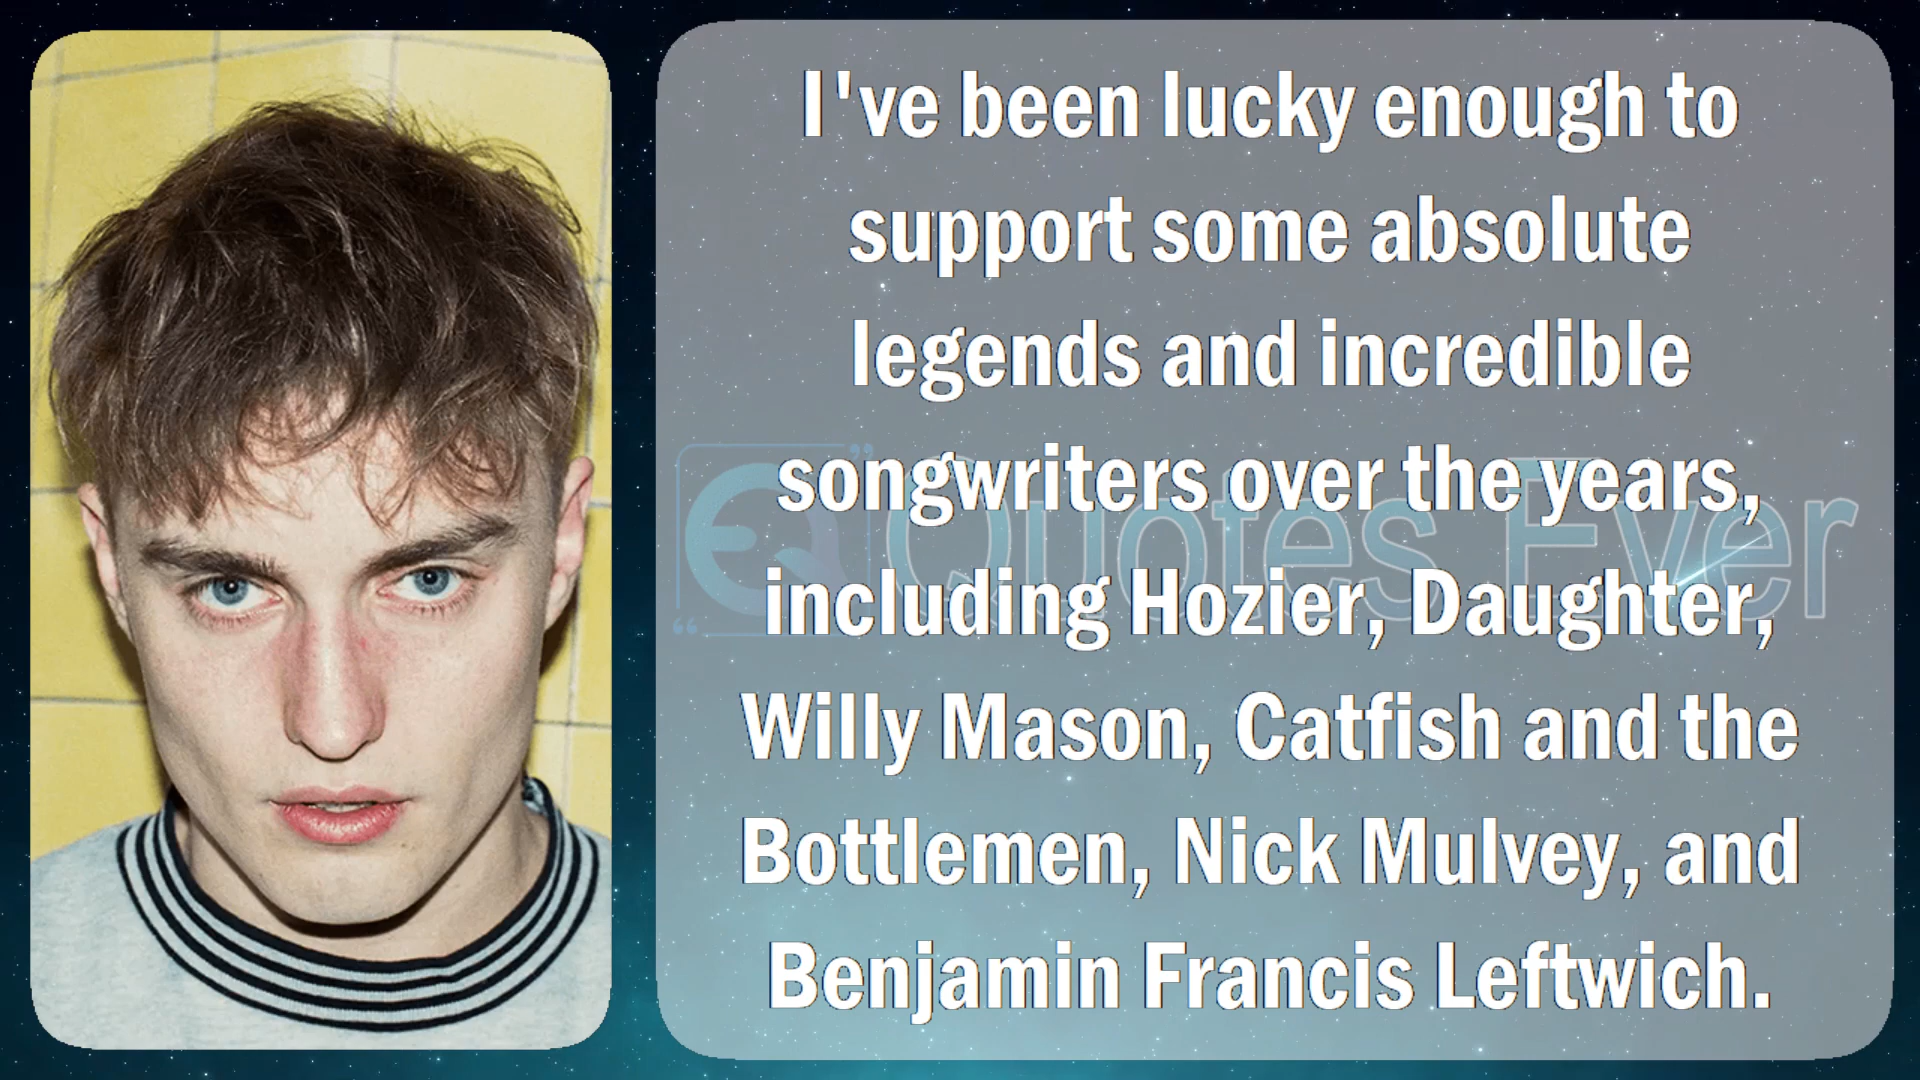 I've been lucky enough to
support some absolute
legends and incredible
songwriters over the years,
Quotes Ever
including Hozier, Daughter,
Willy Mason, Catfish and the
Bottlemen, Nick Mulvey, and
Benjamin Francis Leftwich.